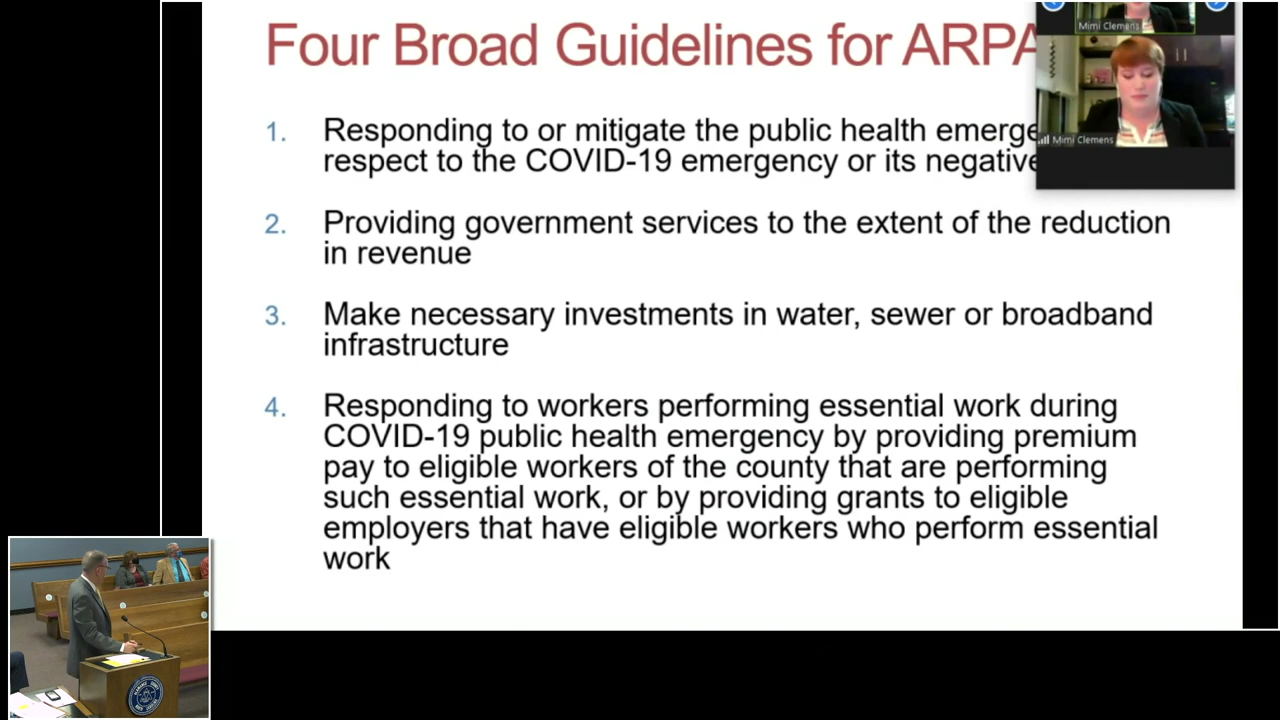 Four Broad Guidelines for ARPA
Mimi Clemens
Mimi Clemens
1. Responding to or mitigate the public health emerge
respect to the COVID-19 emergency or its negative
2. Providing government services to the extent of the reduction
in revenue
3. Make necessary investments in water, sewer or broadband
infrastructure
4. Responding to workers performing essential work during
COVID-19 public health emergency by providing premium
pay to eligible workers of the county that are performing
such essential work, or by providing grants to eligible
employers that have eligible workers who perform essential
work